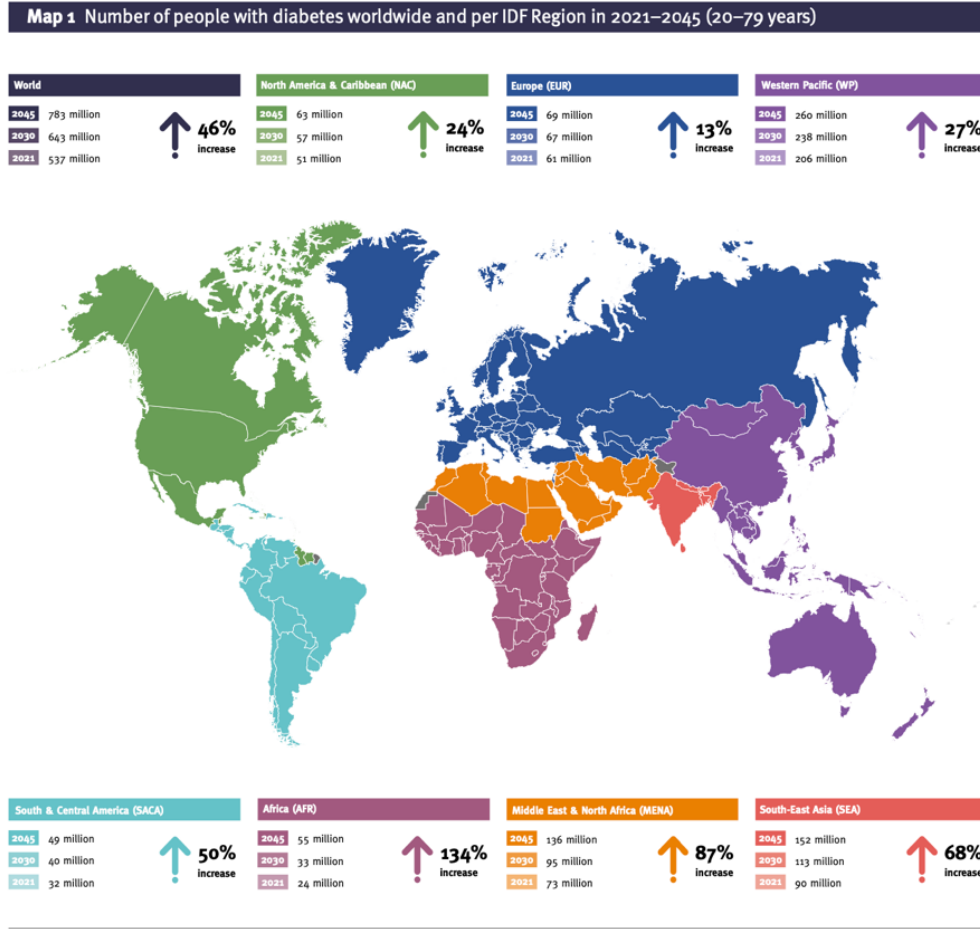 Map 1 Number of people with diabetes worldwide and per IDF Region in 2021–2045 (20–79 years)
World
2045 783 million
2030 643 million
2021 537 million
46%
increase
North America & Caribbean (NAC)
2045 63 million
2030 57 million
2021 51 million
24%
increase
Europe (EUR)
2045 69 million
2030 67 million
2021 61 million
13%
increase
Western Pacific (WP)
2045 260 million
2030 238 million
2021 206 million
27%
increase
South & Central America (SACA)
2045 49 million
2030 40 million
2021 32 million
50%
increase
Africa (AFR)
2045 55 million
2030 33 million
2021 24 million
134%
increase
Middle East & North Africa (MENA)
2045 136 million
2030 95 million
2021 73 million
87%
increase
South-East Asia (SEA)
2045 152 million
2030 113 million
2021 90 million
68%
increase